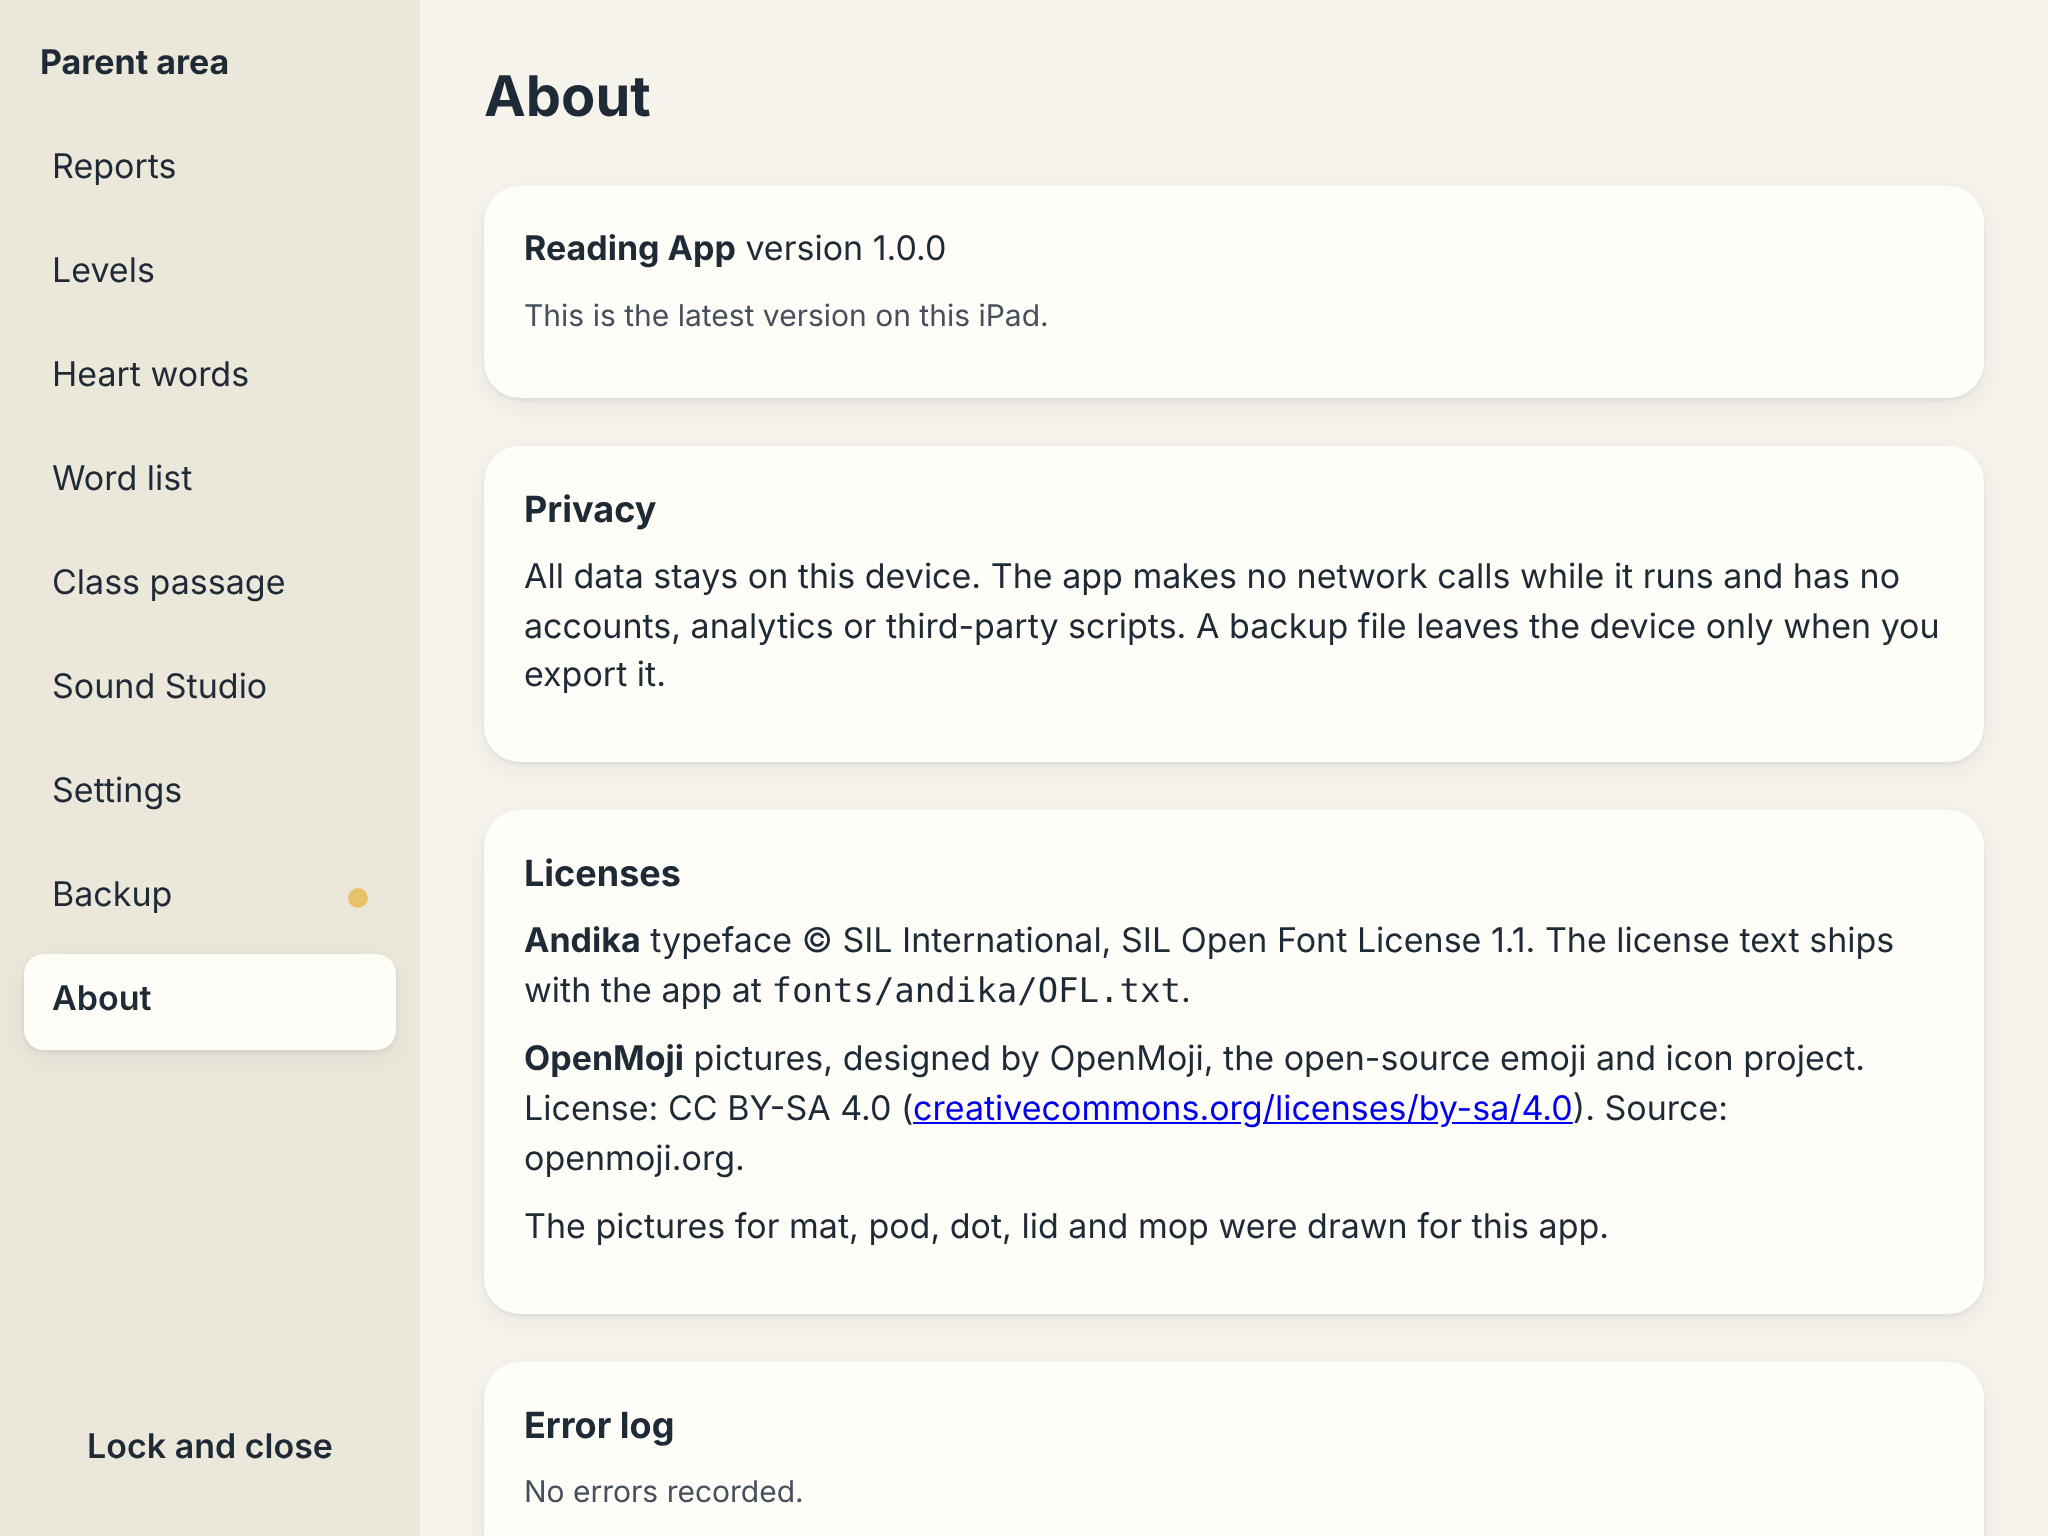 Parent area
Reports
Levels
Heart words
Word list
Class passage
Sound Studio
Settings
Backup
About
Lock and close
About
Reading App version 1.0.0
This is the latest version on this iPad.
Privacy
All data stays on this device. The app makes no network calls while it runs and has no
accounts, analytics or third-party scripts. A backup file leaves the device only when you
export it.
Licenses
Andika typeface © SIL International, SIL Open Font License 1.1. The license text ships
with the app at fonts/andika/OFL.txt.
OpenMoji pictures, designed by OpenMoji, the open-source emoji and icon project.
License: CC BY-SA 4.0 (creativecommons.org/licenses/by-sa/4.0). Source:
openmoji.org.
The pictures for mat, pod, dot, lid and mop were drawn for this app.
Error log
No errors recorded.